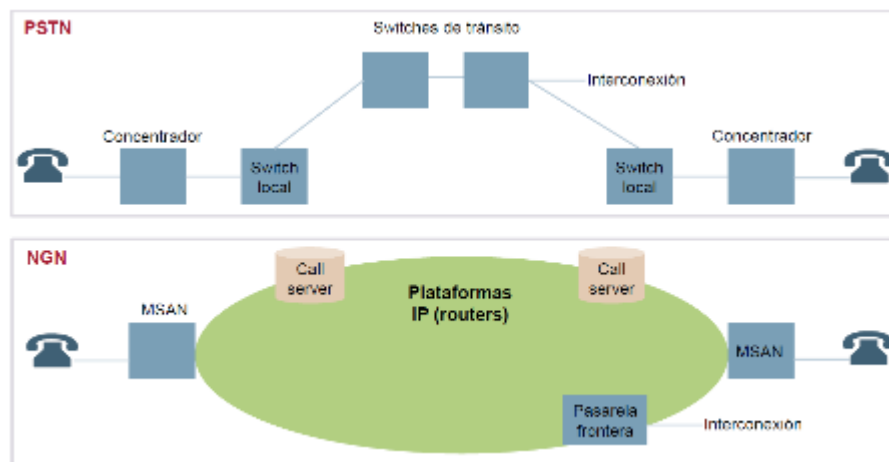 PSTN
Switches de tránsito
Interconexión
Concentrador
Concentrador
Switch
local
Switch
local
NGN
Call
server
Call
server
Plataformas
IP (routers)
MSAN
MSAN
Pasarela
frontera
Interconexión